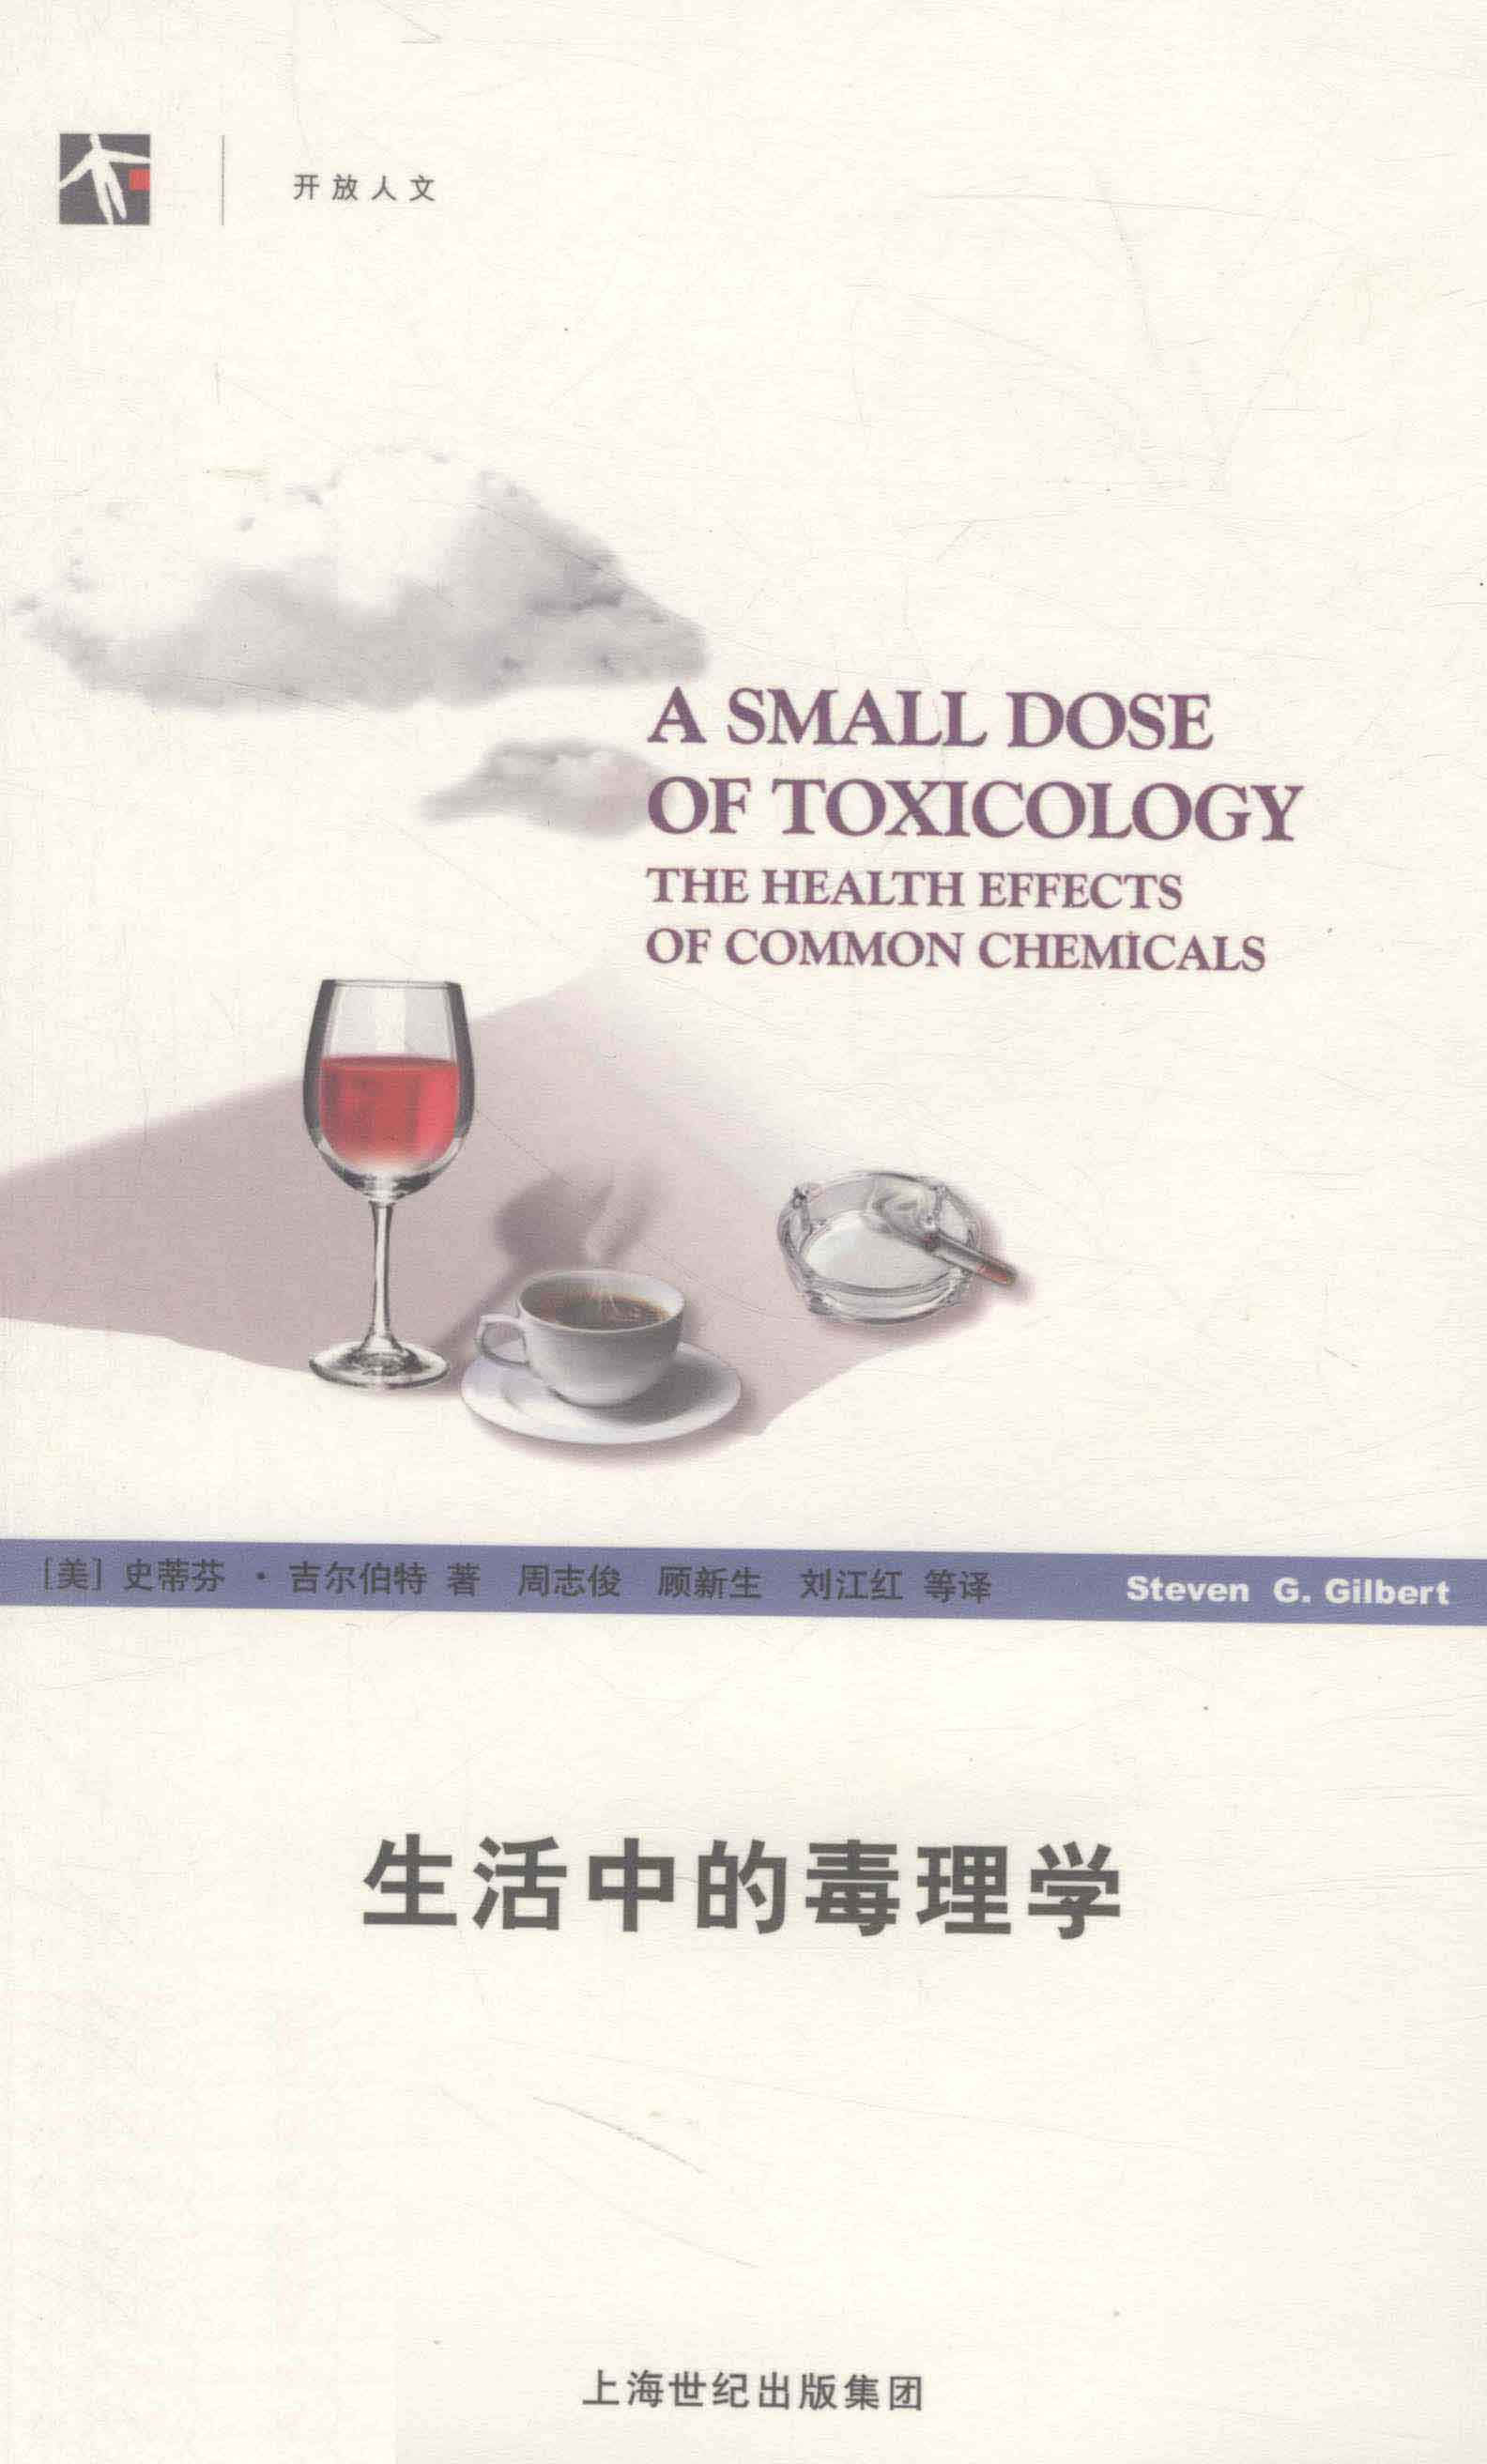 开放人文
A SMALL DOSE
OF TOXICOLOGY
THE HEALTH EFFECTS
OF COMMON CHEMICALS
[美] 史蒂芬·吉尔伯特 著 周志俊 顾新生 刘江红 等译 Steven G. Gilbert
生活中的毒理学
上海世纪出版集团